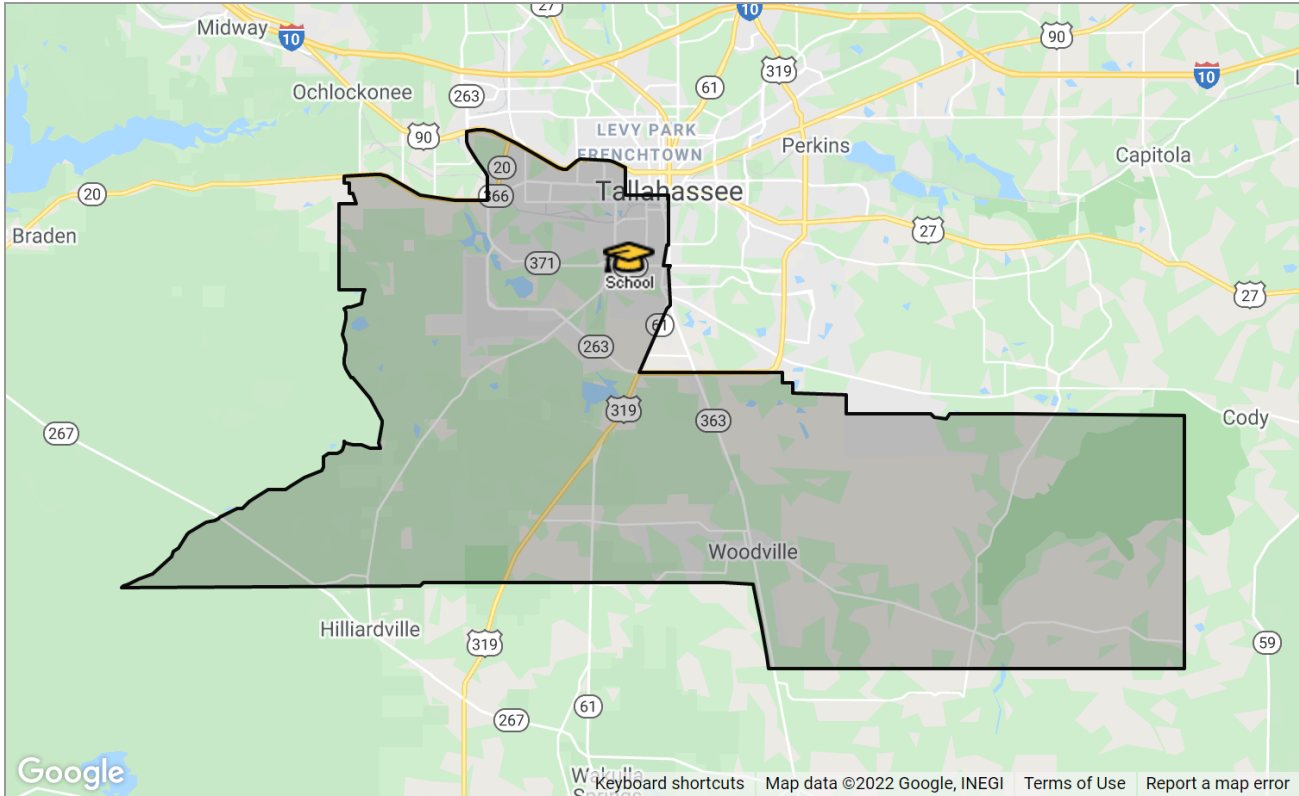 27
10
Midway
10
90
319
10
Ochlockonee
263
61
LEVY PARK
FRENCHTOWN
90
Perkins
Capitola
20
20
366
Tallahassee
Braden
27
371
School
27
61
263
319
363
Cody
267
Woodville
Hilliardville
319
59
61
267
Wakulla
Springs
Google
Keyboard shortcuts
Map data ©2022 Google, INEGI
Terms of Use
Report a map error